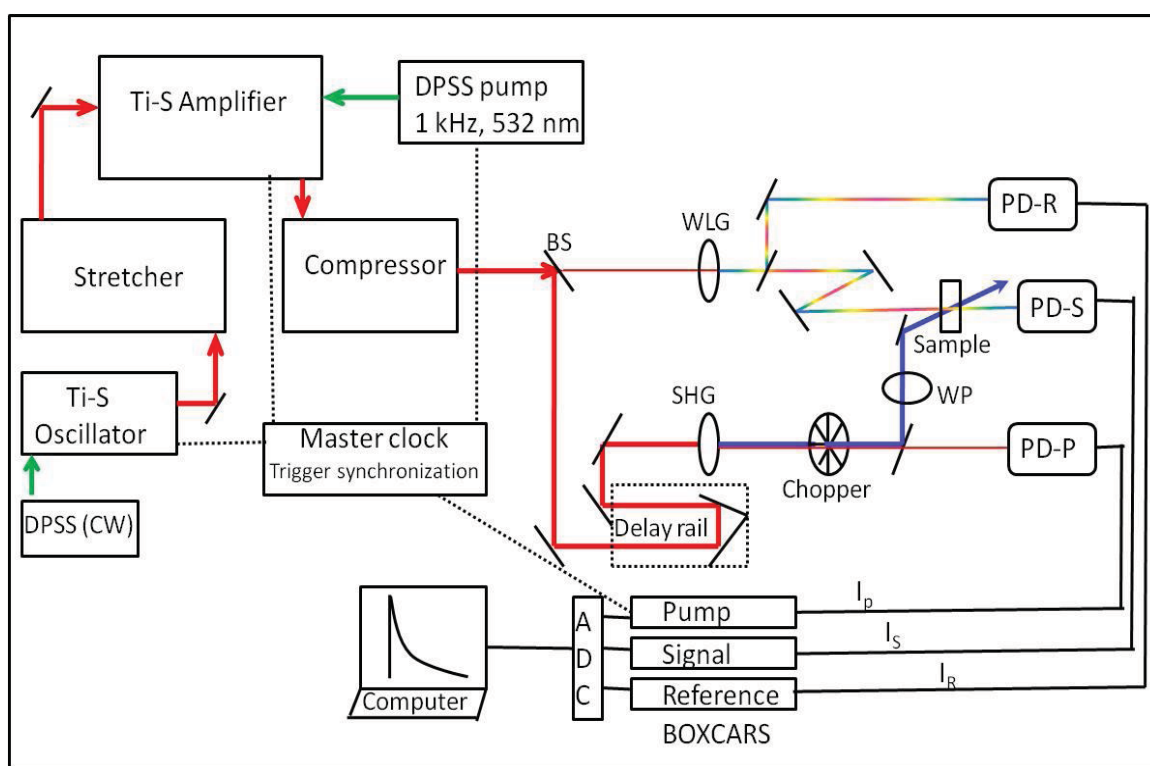 Ti-S Amplifier
DPSS pump
1 kHz, 532 nm
Stretcher
Compressor
BS
WLG
PD-R
PD-S
Sample
WP
Ti-S
Oscillator
Master clock
Trigger synchronization
SHG
Chopper
PD-P
DPSS (CW)
Delay rail
Computer
A
D
C
Pump
Signal
Reference
BOXCARS
Ip
IS
IR